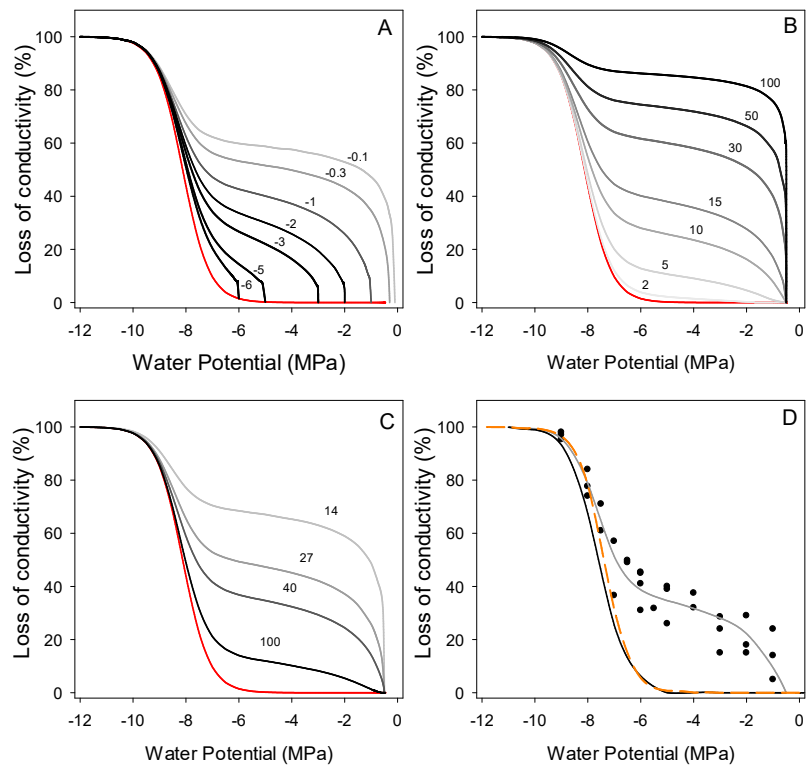 A
Loss of conductivity (%)
100
80
60
40
20
0
-0.1
-0.3
-1
-2
-3
-5
-6
-12 -10 -8 -6 -4 -2 0
Water Potential (MPa)
B
Loss of conductivity (%)
100
80
60
40
20
0
100
50
30
15
10
5
2
-12 -10 -8 -6 -4 -2 0
Water Potential (MPa)
C
Loss of conductivity (%)
100
80
60
40
20
0
14
27
40
100
-12 -10 -8 -6 -4 -2 0
Water Potential (MPa)
D
Loss of conductivity (%)
100
80
60
40
20
0
-12 -10 -8 -6 -4 -2 0
Water Potential (MPa)